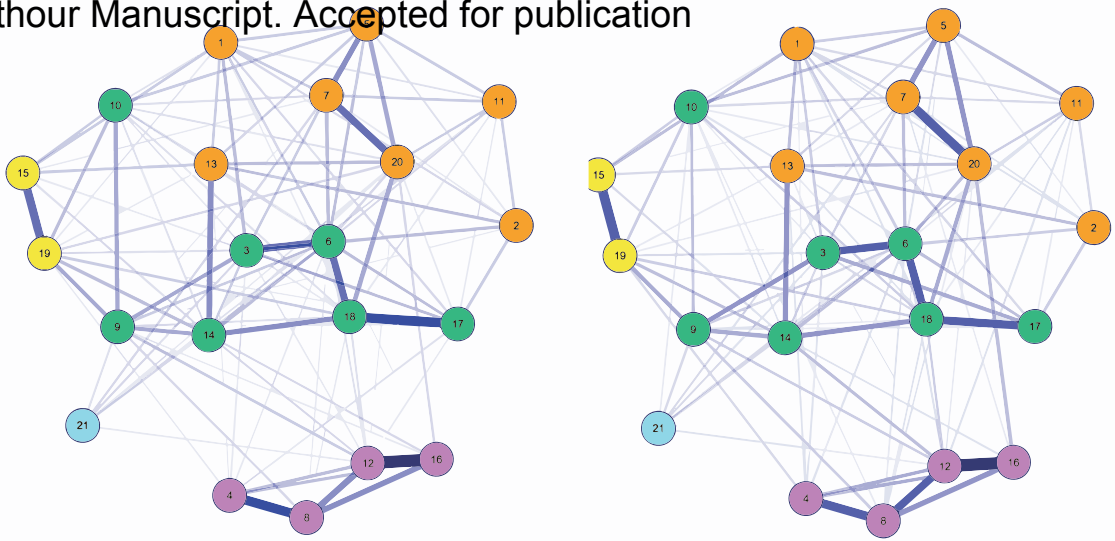 thour Manuscript. Accepted for publication
1 5 1 5
7 11 7 11
10 10
13 20 13 20
15 15
2 2
3 6 3 6
19 19
9 14 18 17 9 14 18 17
21 21
12 16 12 16
4 8 4 8